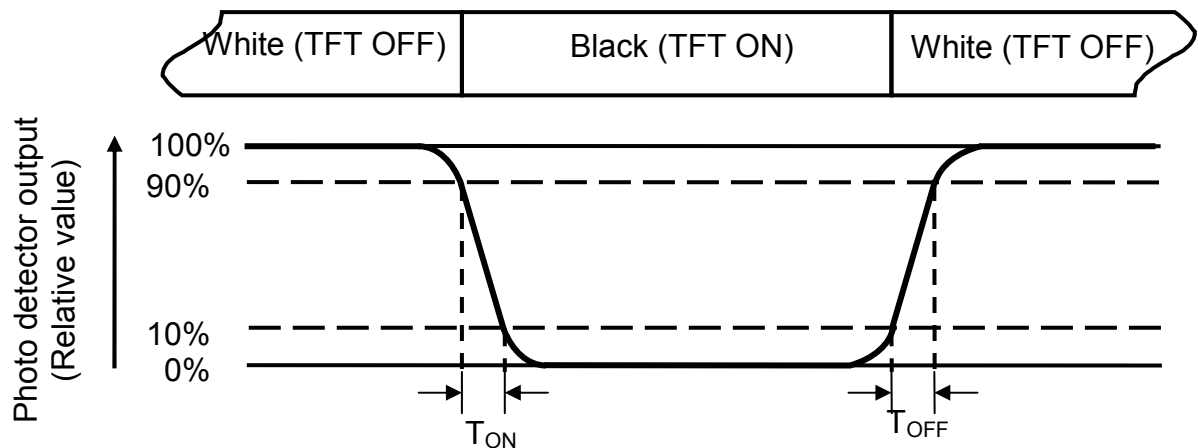 White (TFT OFF)
Black (TFT ON)
White (TFT OFF)
Photo detector output
(Relative value)
100%
90%
10%
0%
TON
TOFF